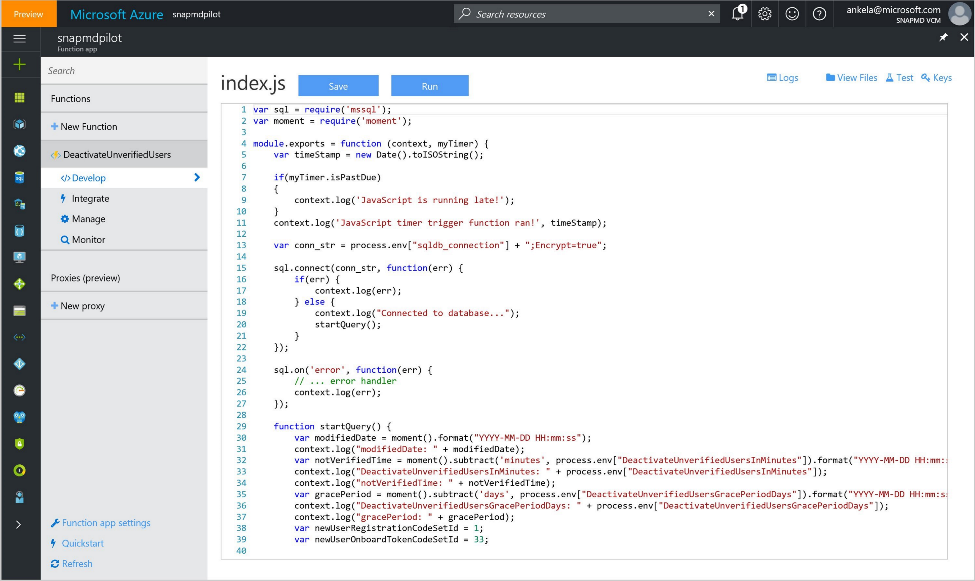 Preview Microsoft Azure snapmdpilot Search resources × 1 ankela@microsoft.com
SNAPMD VCM
snapmdpilot
Function app
Search
Functions
New Function
DeactivateUnverifiedUsers
Develop
Integrate
Manage
Monitor
Proxies (preview)
New proxy
Function app settings
Quickstart
Refresh
index.js Save Run Logs View Files Test Keys
1 var sql = require('mssql');
2 var moment = require('moment');
3
4 module.exports = function (context, myTimer) {
5 var timeStamp = new Date().toISOString();
6
7 if(myTimer.isPastDue)
8 {
9 context.log('JavaScript is running late!');
10 }
11 context.log('JavaScript timer trigger function ran!', timeStamp);
12
13 var conn_str = process.env["sqldb_connection"] + ";Encrypt=true";
14
15 sql.connect(conn_str, function(err) {
16 if(err) {
17 context.log(err);
18 } else {
19 context.log("Connected to database...");
20 startQuery();
21 }
22 });
23
24 sql.on('error', function(err) {
25 // ... error handler
26 context.log(err);
27 });
28
29 function startQuery() {
30 var modifiedDate = moment().format("YYYY-MM-DD HH:mm:ss");
31 context.log("modifiedDate: " + modifiedDate);
32 var notVerifiedTime = moment().subtract('minutes', process.env["DeactivateUnverifiedUsersInMinutes"]).format("YYYY-MM-DD HH:mm:
33 context.log("DeactivateUnverifiedUsersInMinutes: " + process.env["DeactivateUnverifiedUsersInMinutes"]);
34 context.log("notVerifiedTime: " + notVerifiedTime);
35 var gracePeriod = moment().subtract('days', process.env["DeactivateUnverifiedUsersGracePeriodDays"]).format("YYYY-MM-DD HH:mm:s
36 context.log("DeactivateUnverifiedUsersGracePeriodDays: " + process.env["DeactivateUnverifiedUsersGracePeriodDays"]);
37 context.log("gracePeriod: " + gracePeriod);
38 var newUserRegistrationCodeSetId = 1;
39 var newUserOnboardTokenCodeSetId = 33;
40